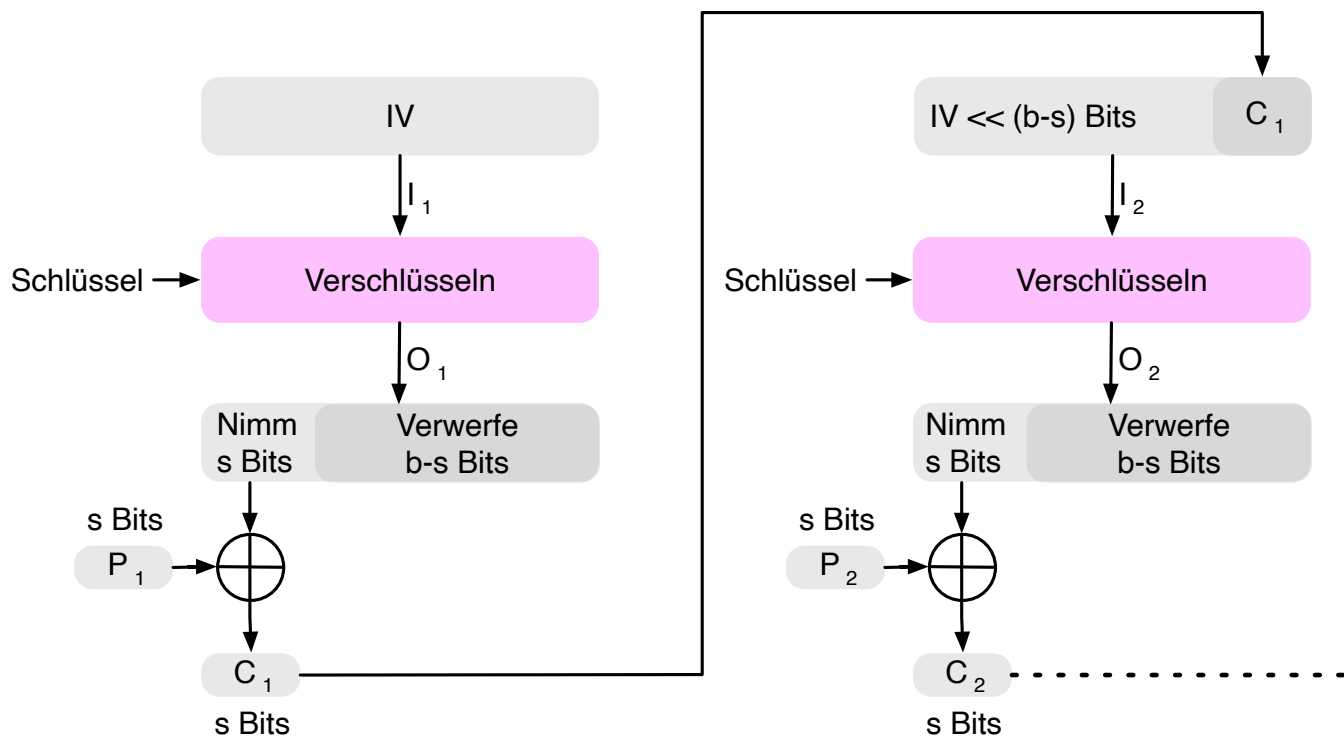 IV
I 1
Schlüssel
Verschlüsseln
O 1
Nimm
s Bits
Verwerfe
b-s Bits
s Bits
P 1
C 1
s Bits
IV << (b-s) Bits
C 1
I 2
Schlüssel
Verschlüsseln
O 2
Nimm
s Bits
Verwerfe
b-s Bits
s Bits
P 2
C 2
s Bits